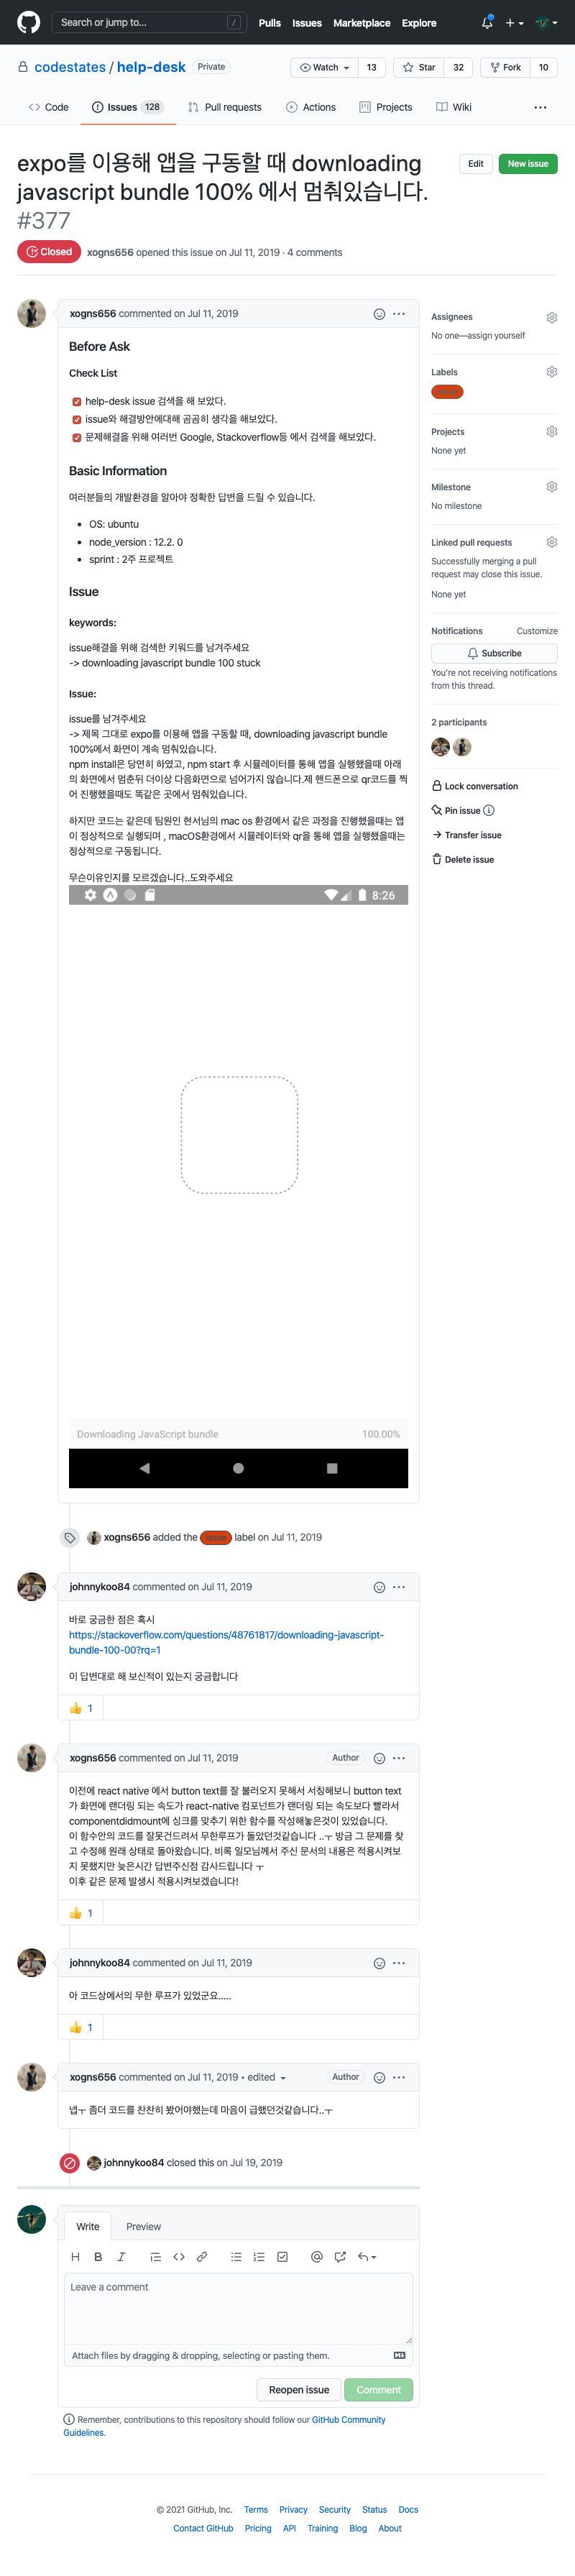 Search or jump to... /
Pulls Issues Marketplace Explore
codestates / help-desk Private
Watch 13 Star 32 Fork 10
Code Issues 128 Pull requests Actions Projects Wiki
expo를 이용해 앱을 구동할 때 downloading
javascript bundle 100% 에서 멈춰있습니다.
#377
Edit New issue
Closed xogns656 opened this issue on Jul 11, 2019 · 4 comments
xogns656 commented on Jul 11, 2019
Before Ask
Check List
help-desk issue 검색을 해 보았다.
issue와 해결방안에대해 곰곰히 생각을 해보았다.
문제해결을 위해 여러번 Google, Stackoverflow등 에서 검색을 해보았다.
Basic Information
여러분들의 개발환경을 알아야 정확한 답변을 드릴 수 있습니다.
OS: ubuntu
node_version : 12.2. 0
sprint : 2주 프로젝트
Issue
keywords:
issue해결을 위해 검색한 키워드를 남겨주세요
-> downloading javascript bundle 100 stuck
Issue:
issue를 남겨주세요
-> 제목 그대로 expo를 이용해 앱을 구동할 때, downloading javascript bundle
100%에서 화면이 계속 멈춰있습니다.
npm install은 당연히 하였고, npm start 후 시뮬레이터를 통해 앱을 실행했을때 아래
의 화면에서 멈춘뒤 더이상 다음화면으로 넘어가지 않습니다.제 핸드폰으로 qr코드를 찍
어 진행했을때도 똑같은 곳에서 멈춰있습니다.
하지만 코드는 같은데 팀원인 현서님의 mac os 환경에서 같은 과정을 진행했을때는 앱
이 정상적으로 실행되며 , macOS환경에서 시뮬레이터와 qr을 통해 앱을 실행했을때는
정상적으로 구동됩니다.
무슨이유인지를 모르겠습니다..도와주세요
8:26
Downloading JavaScript bundle 100.00%
Assignees
No one—assign yourself
Labels
issue
Projects
None yet
Milestone
No milestone
Linked pull requests
Successfully merging a pull
request may close this issue.
None yet
Notifications Customize
Subscribe
You're not receiving notifications
from this thread.
2 participants
Lock conversation
Pin issue
Transfer issue
Delete issue
xogns656 added the issue label on Jul 11, 2019
johnnykoo84 commented on Jul 11, 2019
바로 궁금한 점은 혹시
https://stackoverflow.com/questions/48761817/downloading-javascript-
bundle-100-00?rq=1
이 답변대로 해 보신적이 있는지 궁금합니다
1
xogns656 commented on Jul 11, 2019 Author
이전에 react native 에서 button text를 잘 불러오지 못해서 서칭해보니 button text
가 화면에 랜더링 되는 속도가 react-native 컴포넌트가 랜더링 되는 속도보다 빨라서
componentdidmount에 싱크를 맞추기 위한 함수를 작성해놓은것이 있었습니다.
이 함수안의 코드를 잘못건드려서 무한루프가 돌았던것같습니다 ..ㅜ 방금 그 문제를 찾
고 수정해 원래 상태로 돌아왔습니다. 비록 일모님께서 주신 문서의 내용은 적용시켜보
지 못했지만 늦은시간 답변주신점 감사드립니다 ㅜ
이후 같은 문제 발생시 적용시켜보겠습니다!
1
johnnykoo84 commented on Jul 11, 2019
아 코드상에서의 무한 루프가 있었군요.....
1
xogns656 commented on Jul 11, 2019 • edited Author
넵ㅜ 좀더 코드를 찬찬히 봤어야했는데 마음이 급했던것같습니다..ㅜ
johnnykoo84 closed this on Jul 19, 2019
Write Preview
Leave a comment
Attach files by dragging & dropping, selecting or pasting them.
Reopen issue Comment
Remember, contributions to this repository should follow our GitHub Community
Guidelines.
© 2021 GitHub, Inc. Terms Privacy Security Status Docs
Contact GitHub Pricing API Training Blog About